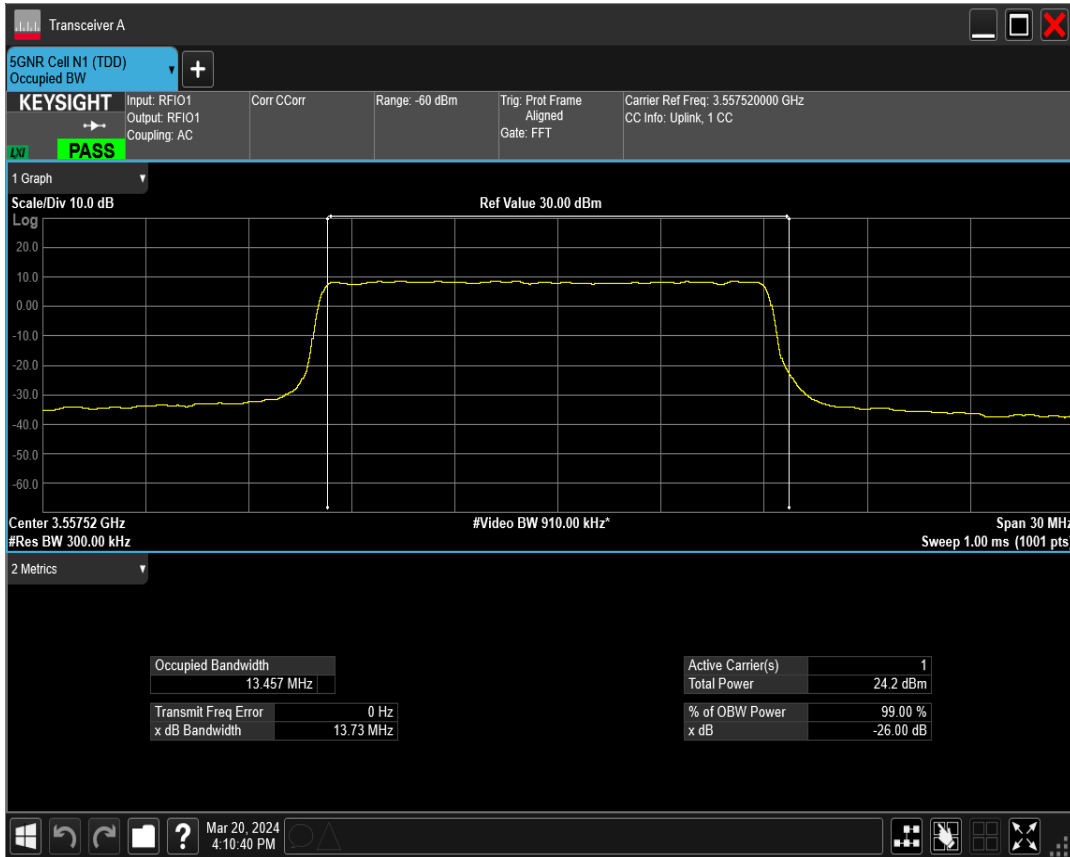 Transceiver A
5GNR Cell N1 (TDD)
Occupied BW
+
KEYSIGHT
LXI
PASS
Input: RFIO1
Output: RFIO1
Coupling: AC
Corr CCorr
Range: -60 dBm
Trig: Prot Frame
Aligned
Gate: FFT
Carrier Ref Freq: 3.557520000 GHz
CC Info: Uplink, 1 CC
1 Graph
Scale/Div 10.0 dB
Ref Value 30.00 dBm
Log
20.0
10.0
0.00
-10.0
-20.0
-30.0
-40.0
-50.0
-60.0
Center 3.55752 GHz
#Video BW 910.00 kHz*
Span 30 MHz
#Res BW 300.00 kHz
Sweep 1.00 ms (1001 pts)
2 Metrics
Occupied Bandwidth
13.457 MHz
Transmit Freq Error 0 Hz
x dB Bandwidth 13.73 MHz
Active Carrier(s) 1
Total Power 24.2 dBm
% of OBW Power 99.00 %
x dB -26.00 dB
?
Mar 20, 2024
4:10:40 PM